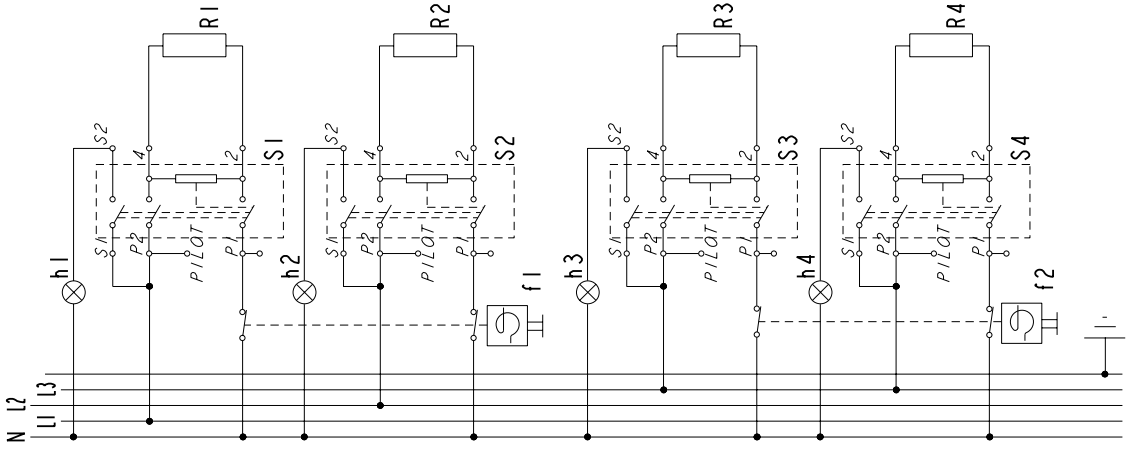 R1
R2
R3
R4
S2
4
2
S1
S2
4
2
S2
S2
4
2
S3
S2
4
2
S4
h1
S1
P2
PILOT
P1
h2
S1
P2
PILOT
P1
f1
h3
S1
P2
PILOT
P1
h4
S1
P2
PILOT
P1
f2
L3
L2
L1
N